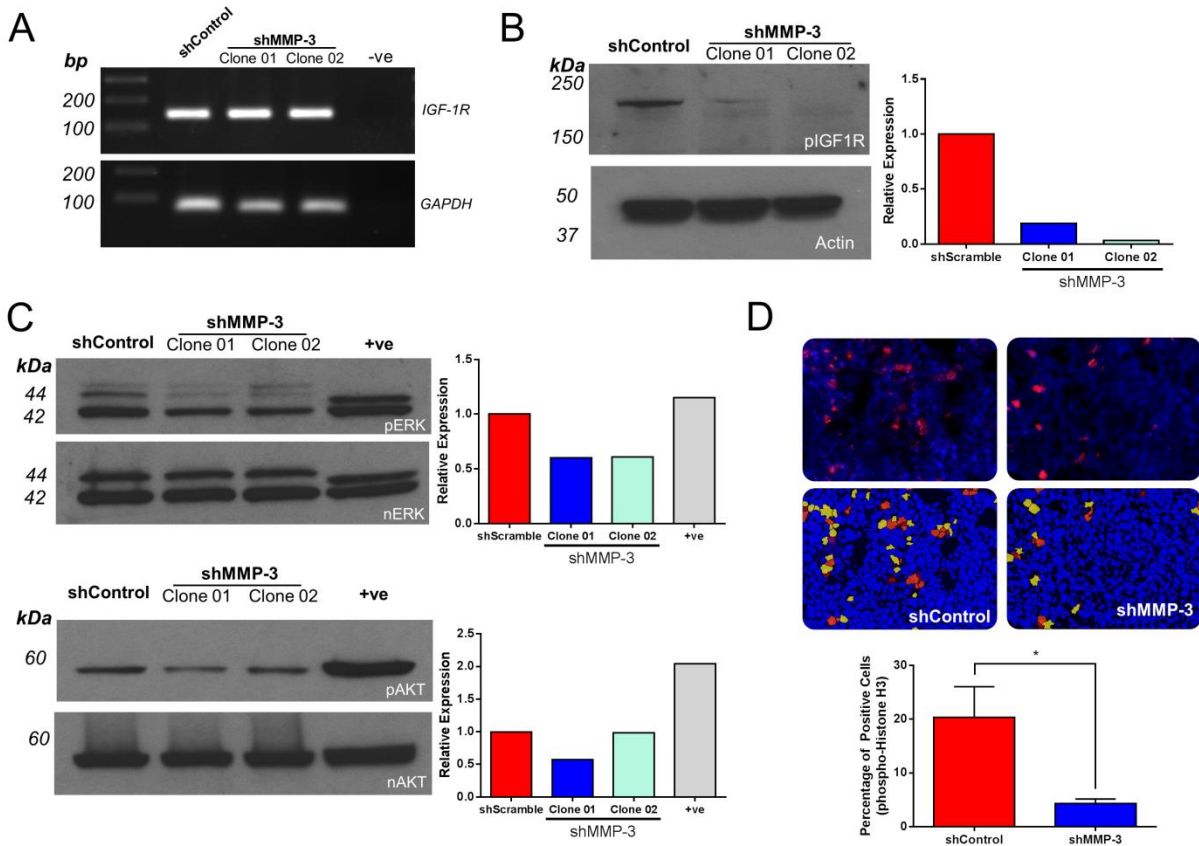 A
shControl
shMMP-3
Clone 01 Clone 02
-ve
bp
200
100
IGF-1R
200
100
GAPDH
B
shControl
shMMP-3
Clone 01 Clone 02
kDa
250
150
pIGF1R
50
37
Actin
Relative Expression
1.5
1.0
0.5
0.0
shScramble Clone 01 Clone 02
shMMP-3
C
shControl
shMMP-3
Clone 01 Clone 02
+ve
kDa
44
42
pERK
44
42
nERK
Relative Expression
1.5
1.0
0.5
0.0
shScramble Clone 01 Clone 02 +ve
shMMP-3
shControl
shMMP-3
Clone 01 Clone 02
+ve
kDa
60
pAKT
60
nAKT
Relative Expression
2.5
2.0
1.5
1.0
0.5
0.0
shScramble Clone 01 Clone 02 +ve
shMMP-3
D
shControl
shMMP-3
Percentage of Positive Cells
(phospho-Histone H3)
30
20
10
0
*
shControl shMMP-3